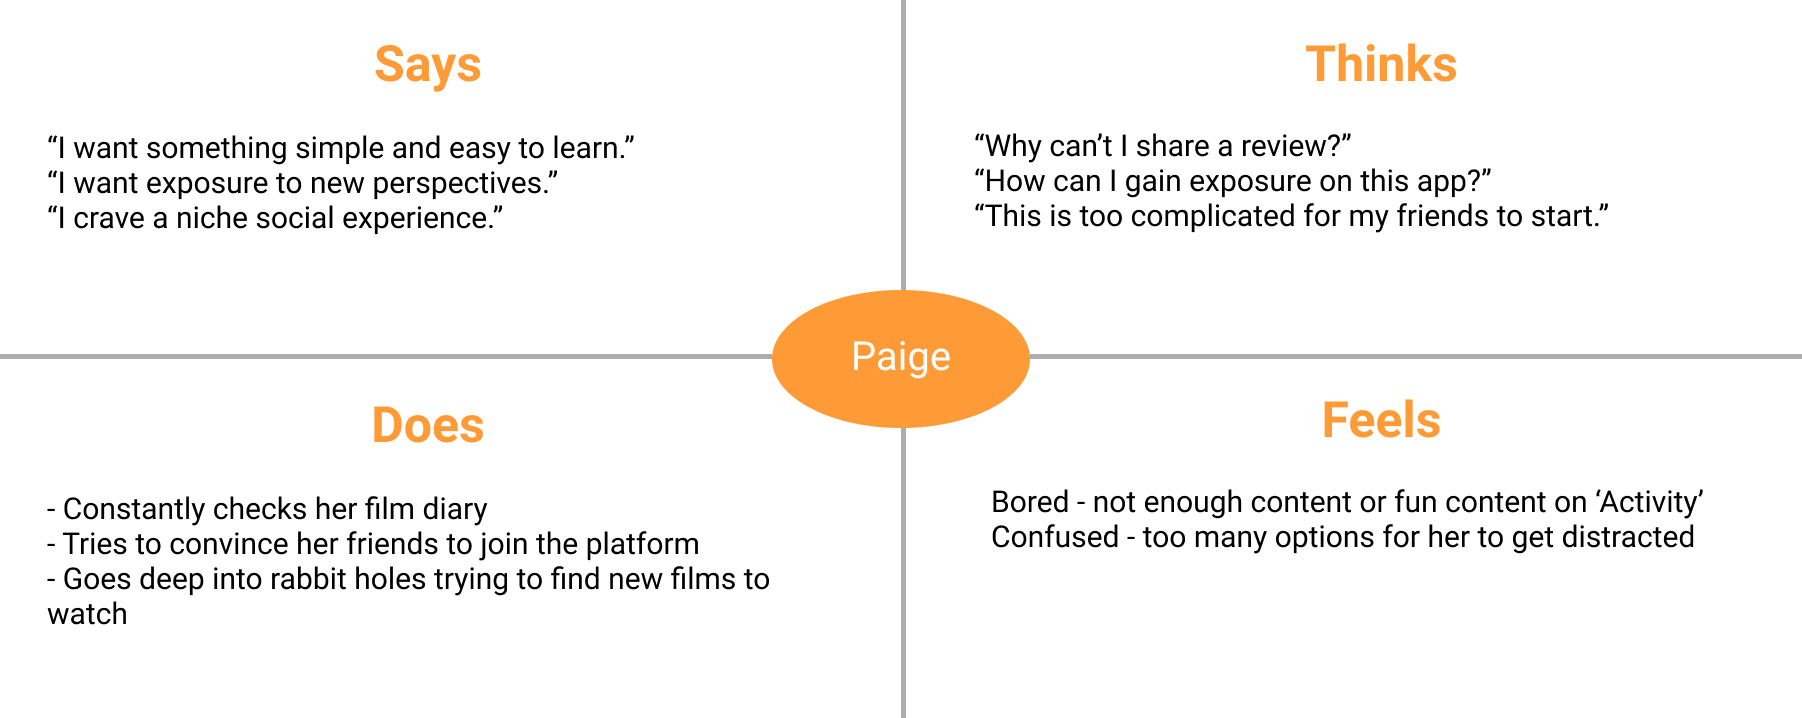 Says
“I want something simple and easy to learn.”
“I want exposure to new perspectives.”
“I crave a niche social experience.”
Thinks
“Why can’t I share a review?”
“How can I gain exposure on this app?”
“This is too complicated for my friends to start.”
Paige
Does
- Constantly checks her film diary
- Tries to convince her friends to join the platform
- Goes deep into rabbit holes trying to find new films to
watch
Feels
Bored - not enough content or fun content on ‘Activity’
Confused - too many options for her to get distracted